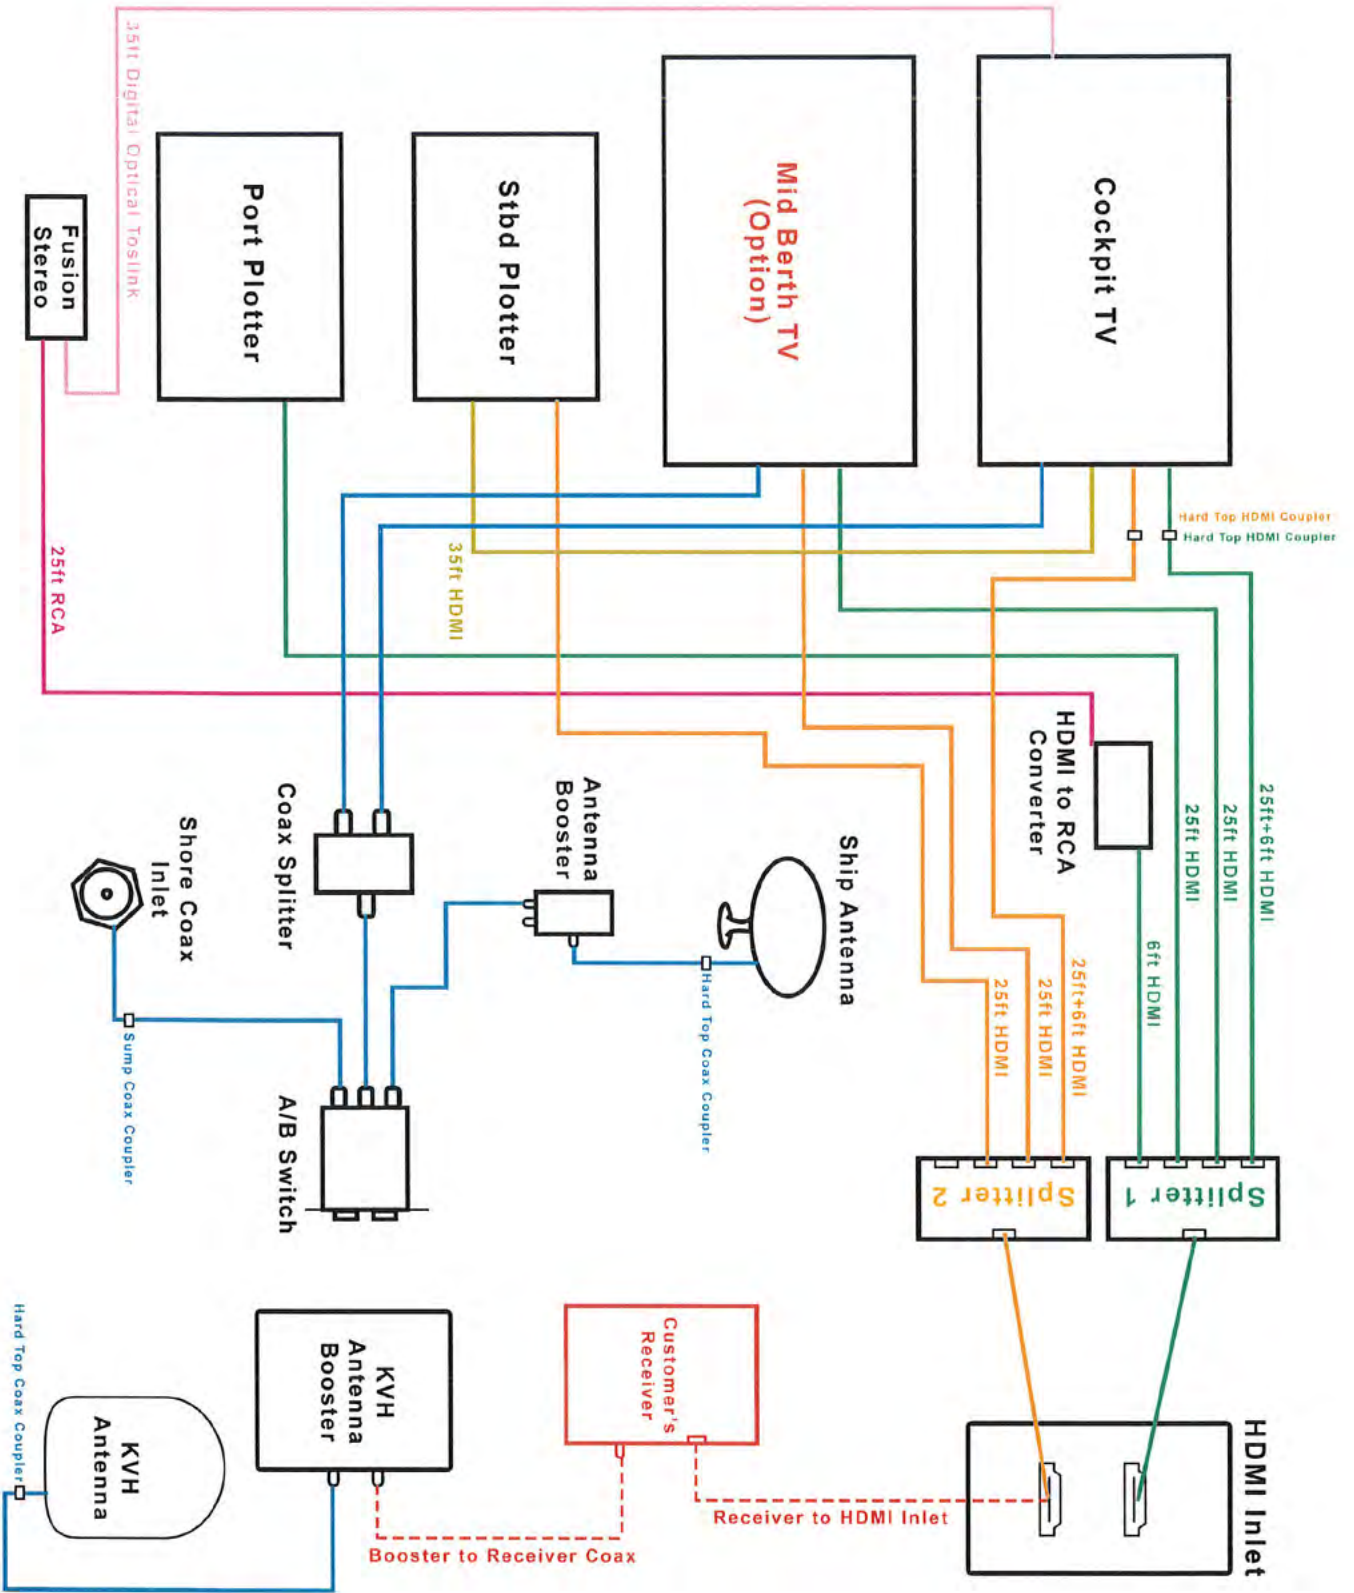 35ft Digital Optical Toslink
Cockpit TV
Mid Berth TV
(Option)
Stbd Plotter
Port Plotter
Fusion
Stereo
Hard Top HDMI Coupler
Hard Top HDMI Coupler
35ft HDMI
25ft RCA
HDMI to RCA
Converter
25ft+6ft HDMI
25ft HDMI
25ft HDMI
6ft HDMI
25ft+6ft HDMI
25ft HDMI
25ft HDMI
Ship Antenna
Antenna
Booster
Coax Splitter
Shore Coax
Inlet
Hard Top Coax Coupler
Sump Coax Coupler
A/B Switch
Splitter 1
Splitter 2
HDMI Inlet
Customer's
Receiver
KVH
Antenna
Booster
KVH
Antenna
Hard Top Coax Coupler
Receiver to HDMI Inlet
Booster to Receiver Coax